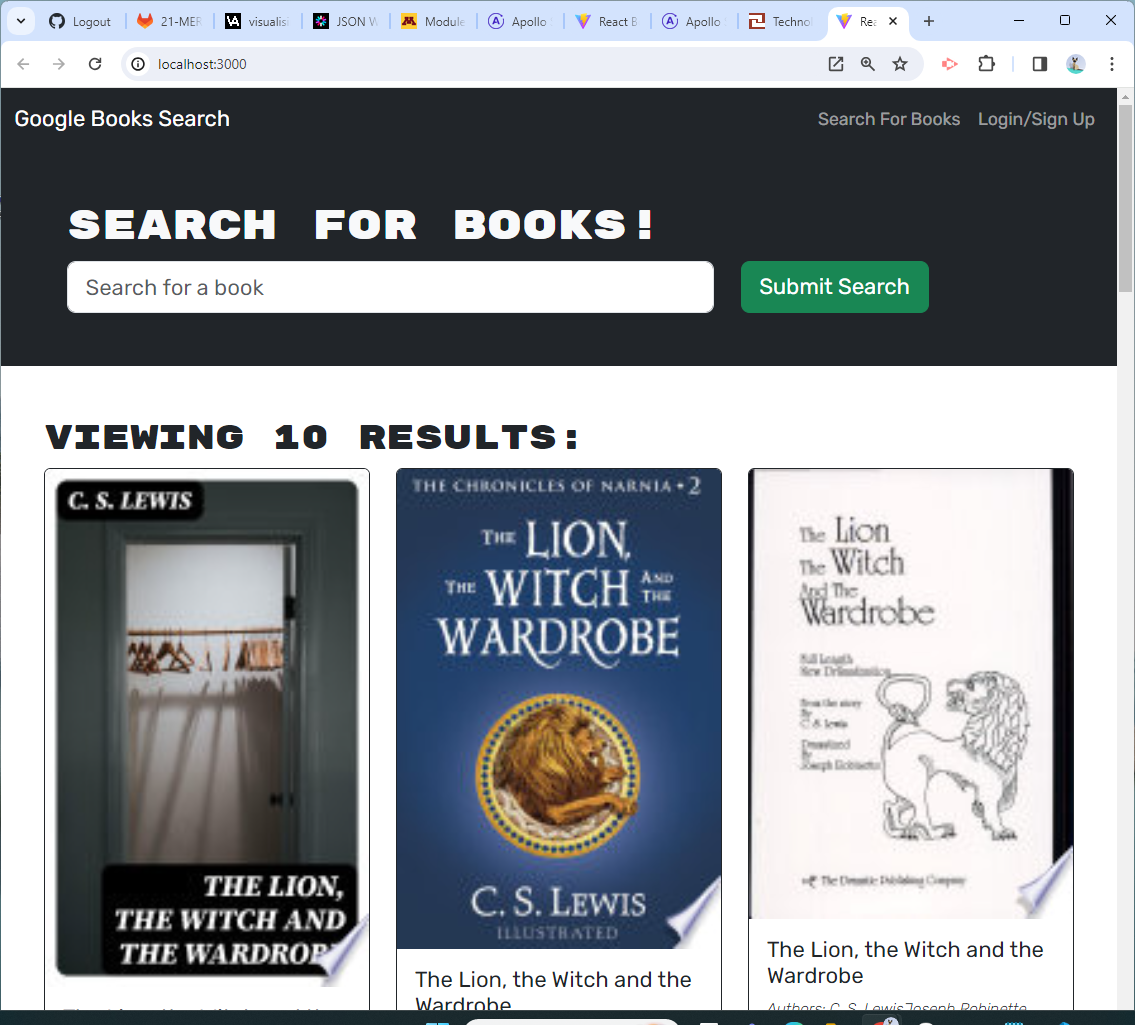 Logout
21-MER
visualisi
JSON W
Module
Apollo
React B
Apollo
Technol
Rea
localhost:3000
Google Books Search
Search For Books
Login/Sign Up
SEARCH FOR BOOKS!
Search for a book
Submit Search
VIEWING 10 RESULTS:
C. S. LEWIS
THE LION,
THE WITCH AND
THE WARDROBE
THE CHRONICLES OF NARNIA • 2
THE LION,
THE WITCH AND THE
WARDROBE
C. S. LEWIS
ILLUSTRATED
The Lion, the Witch and the
Wardrobe
The Lion
The Witch
And The
Wardrobe
Full Length
New Dramatization
From the story
By
C. S. Lewis
Dramatized
By
Joseph Robinette
The Dramatic Publishing Company
The Lion, the Witch and the
Wardrobe
Authors: C. S. LewisJoseph Robinette